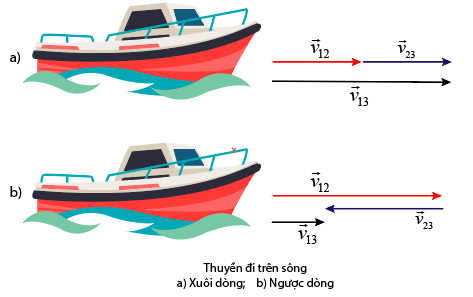 a)
v⃗12 v⃗23
v⃗13
b)
v⃗12
v⃗13 v⃗23
Thuyền đi trên sông
a) Xuôi dòng; b) Ngược dòng